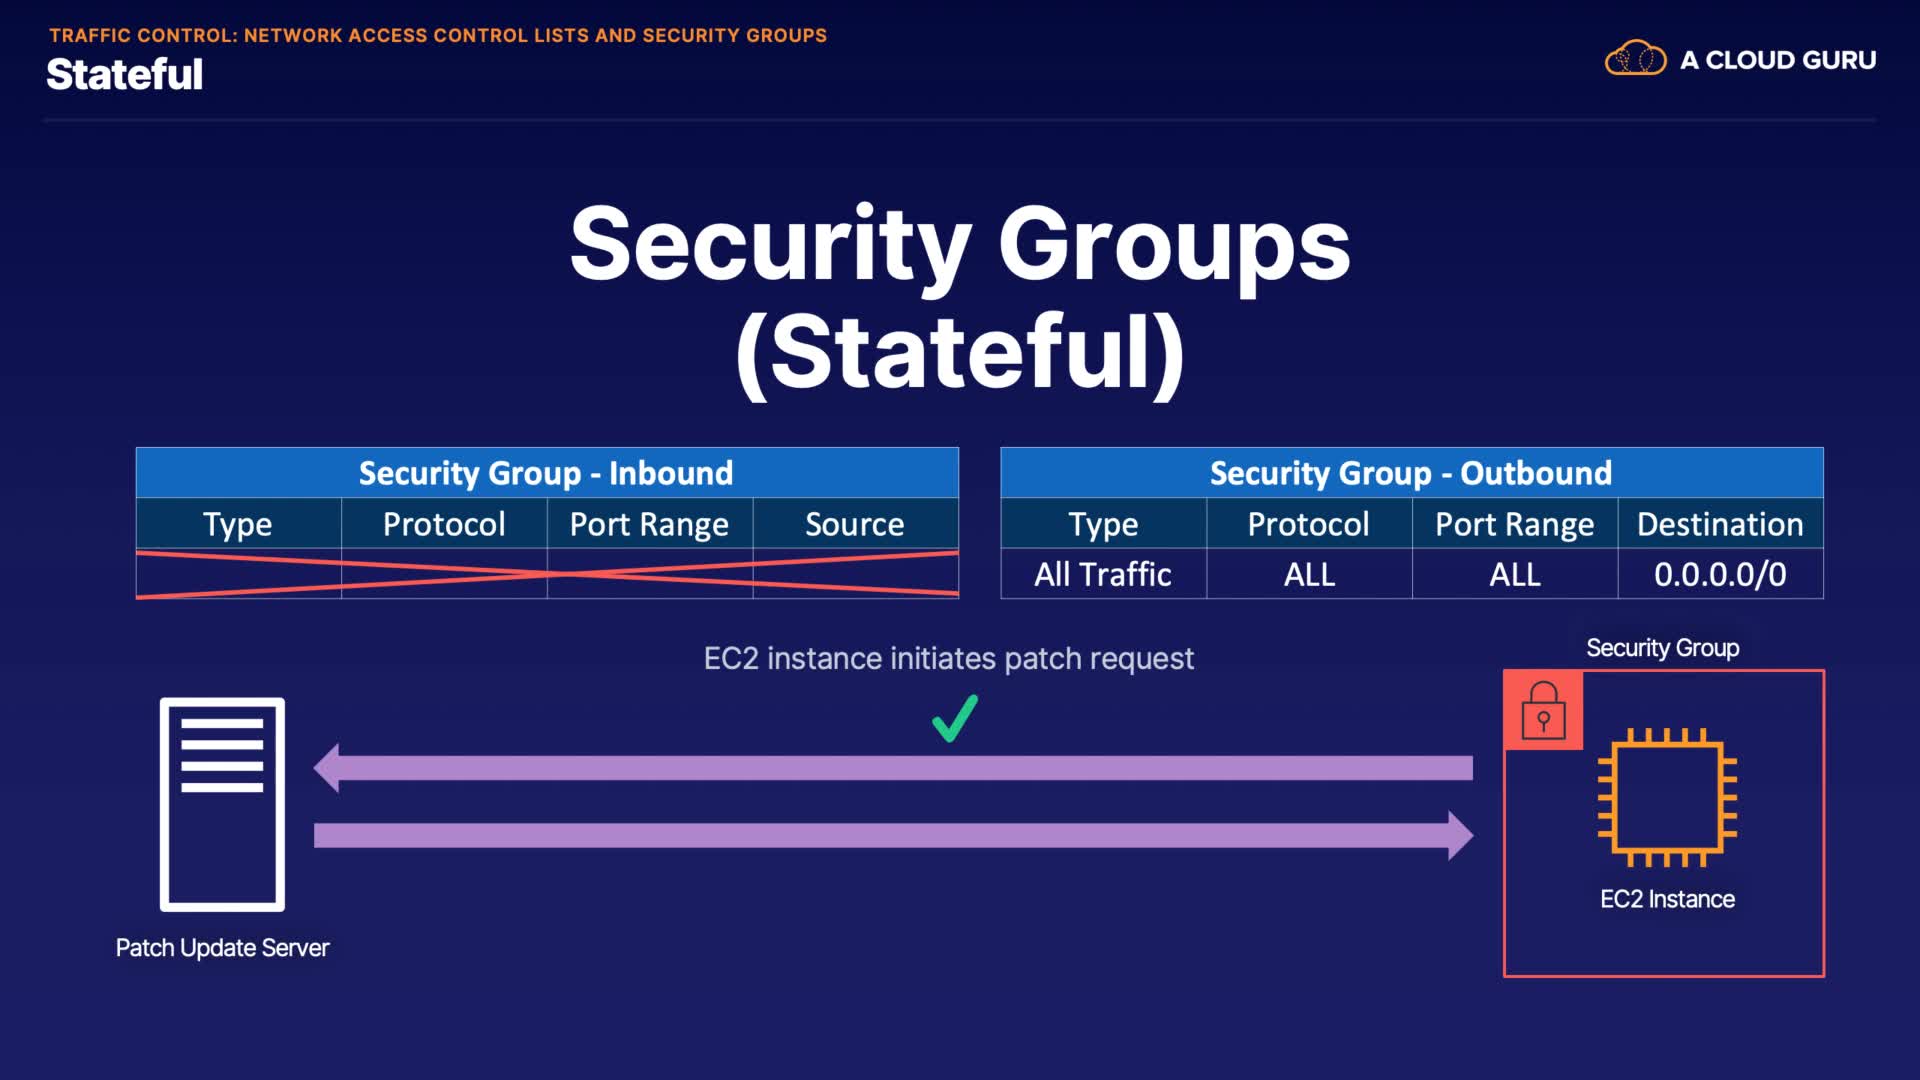 TRAFFIC CONTROL: NETWORK ACCESS CONTROL LISTS AND SECURITY GROUPS
Stateful
A CLOUD GURU
Security Groups
(Stateful)
Security Group - Inbound
Type Protocol Port Range Source
Security Group - Outbound
Type Protocol Port Range Destination
All Traffic ALL ALL 0.0.0.0/0
EC2 instance initiates patch request
Security Group
EC2 Instance
Patch Update Server